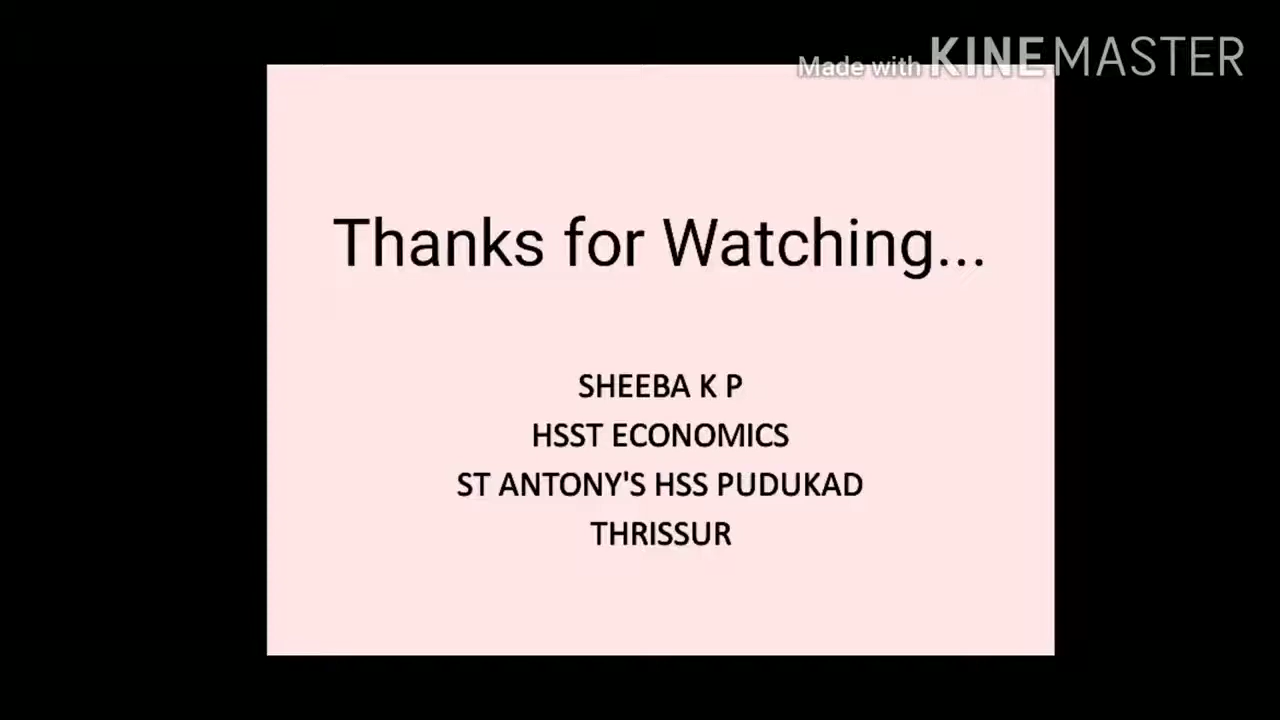 Made with KINEMASTER
Thanks for Watching...
SHEEBA K P
HSST ECONOMICS
ST ANTONY'S HSS PUDUKAD
THRISSUR